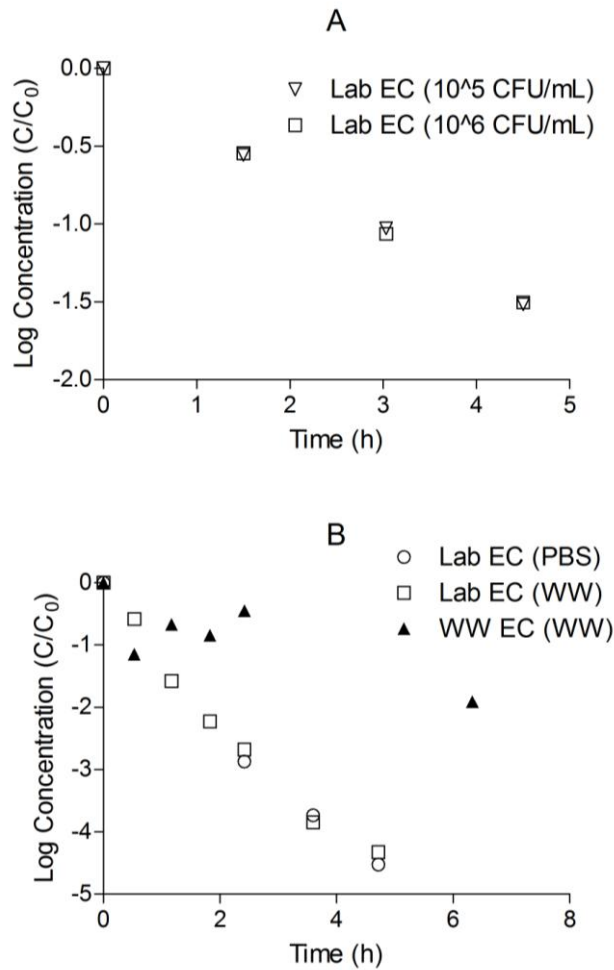 A
Log Concentration (C/C₀)
0.0
-0.5
-1.0
-1.5
-2.0
0
1
2
3
4
5
Time (h)
Lab EC (10^5 CFU/mL)
Lab EC (10^6 CFU/mL)
B
Log Concentration (C/C₀)
0
-1
-2
-3
-4
-5
0
2
4
6
8
Time (h)
Lab EC (PBS)
Lab EC (WW)
WW EC (WW)